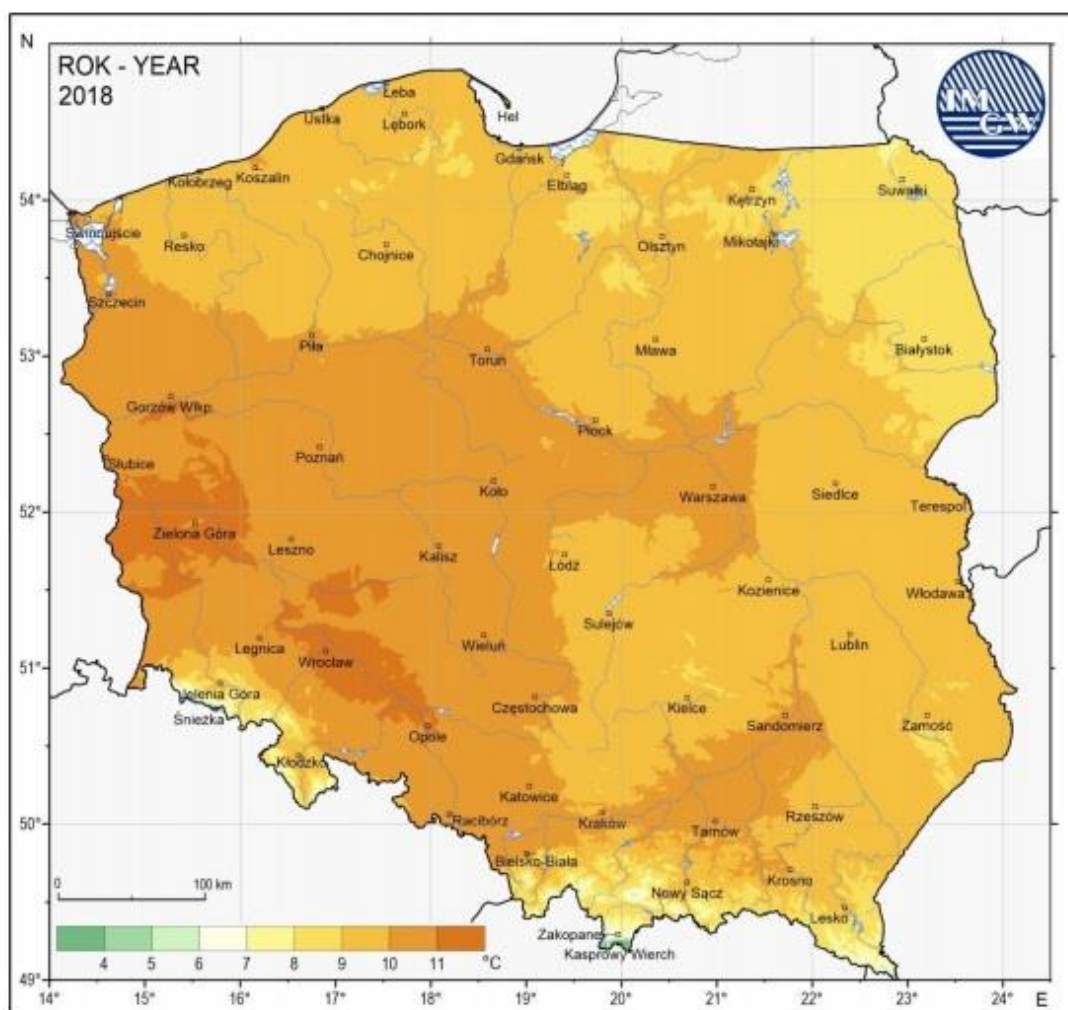 N
ROK - YEAR
2018
IM
GW
Łeba
Ustka
Lębork
Hel
Gdańsk
Kołobrzeg
Koszalin
Elbląg
Kętrzyn
Suwałki
Świnoujście
Resko
Chojnice
Olsztyn
Mikołajki
Szczecin
Piła
Toruń
Mława
Białystok
Gorzów Wlkp.
Płock
Słubice
Poznań
Koło
Warszawa
Siedlce
Terespol
Zielona Góra
Leszno
Kalisz
Łódź
Kozienice
Włodawa
Sulejów
Legnica
Wrocław
Wieluń
Lublin
Jelenia Góra
Śnieżka
Częstochowa
Kielce
Sandomierz
Zamość
Opole
Kłodzko
Katowice
Racibórz
Kraków
Tarnów
Rzeszów
Bielsko-Biała
Nowy Sącz
Krosno
Lesko
Zakopane
Kasprowy Wierch
0 100 km
4 5 6 7 8 9 10 11 °C
54°
53°
52°
51°
50°
49°
14° 15° 16° 17° 18° 19° 20° 21° 22° 23° 24° E